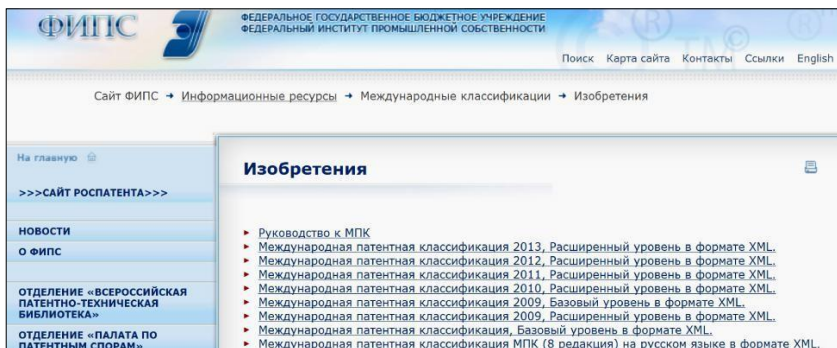 ФИПС
ФЕДЕРАЛЬНОЕ ГОСУДАРСТВЕННОЕ БЮДЖЕТНОЕ УЧРЕЖДЕНИЕ
ФЕДЕРАЛЬНЫЙ ИНСТИТУТ ПРОМЫШЛЕННОЙ СОБСТВЕННОСТИ
Поиск Карта сайта Контакты Ссылки English
Сайт ФИПС → Информационные ресурсы → Международные классификации → Изобретения
На главную
>>>САЙТ РОСПАТЕНТА>>>
НОВОСТИ
О ФИПС
ОТДЕЛЕНИЕ «ВСЕРОССИЙСКАЯ
ПАТЕНТНО-ТЕХНИЧЕСКАЯ
БИБЛИОТЕКА»
ОТДЕЛЕНИЕ «ПАЛАТА ПО
ПАТЕНТНЫМ СПОРАМ»
Изобретения
Руководство к МПК
Международная патентная классификация 2013, Расширенный уровень в формате XML.
Международная патентная классификация 2012, Расширенный уровень в формате XML.
Международная патентная классификация 2011, Расширенный уровень в формате XML.
Международная патентная классификация 2010, Расширенный уровень в формате XML.
Международная патентная классификация 2009, Базовый уровень в формате XML.
Международная патентная классификация 2009, Расширенный уровень в формате XML.
Международная патентная классификация, Базовый уровень в формате XML.
Международная патентная классификация МПК (8 редакция) на русском языке в формате XML.